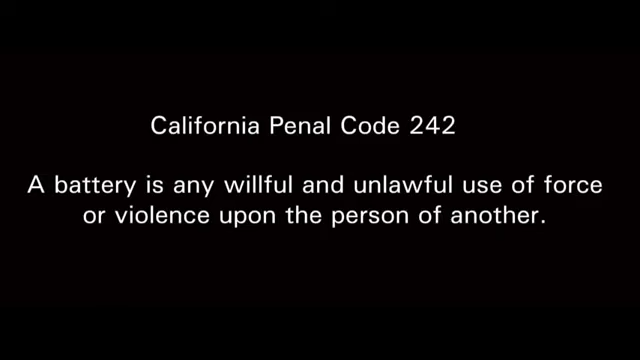 California Penal Code 242
A battery is any willful and unlawful use of force
or violence upon the person of another.